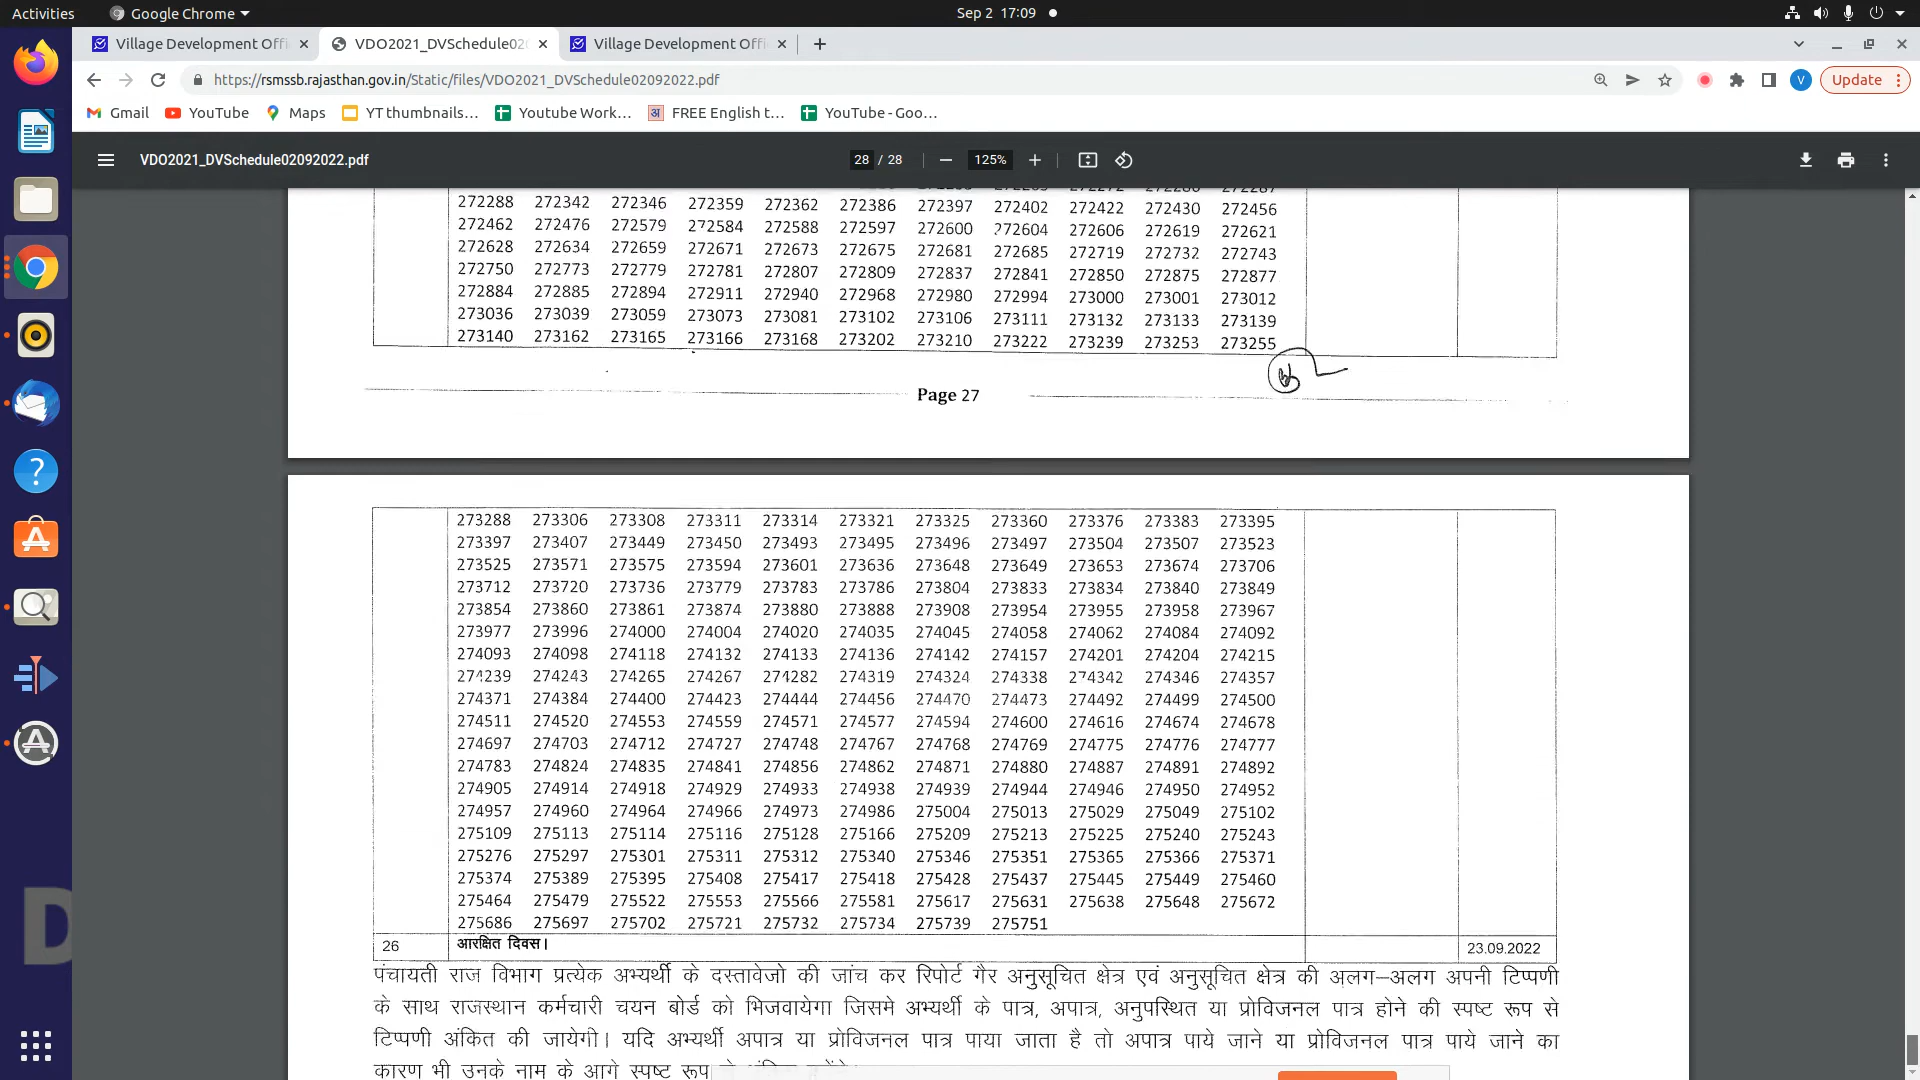 Activities
Google Chrome
Sep 2 17:09
Village Development Offi
VDO2021_DVSchedule020
Village Development Offi
https://rsmssb.rajasthan.gov.in/Static/files/VDO2021_DVSchedule02092022.pdf
V
Update
Gmail
YouTube
Maps
YT thumbnails...
Youtube Work...
अ FREE English t...
YouTube - Goo...
VDO2021_DVSchedule02092022.pdf
28 / 28
125%
272288 272342 272346 272359 272362 272386 272397 272402 272422 272430 272456
272462 272476 272579 272584 272588 272597 272600 272604 272606 272619 272621
272628 272634 272659 272671 272673 272675 272681 272685 272719 272732 272743
272750 272773 272779 272781 272807 272809 272837 272841 272850 272875 272877
272884 272885 272894 272911 272940 272968 272980 272994 273000 273001 273012
273036 273039 273059 273073 273081 273102 273106 273111 273132 273133 273139
273140 273162 273165 273166 273168 273202 273210 273222 273239 273253 273255
Page 27
273288 273306 273308 273311 273314 273321 273325 273360 273376 273383 273395
273397 273407 273449 273450 273493 273495 273496 273497 273504 273507 273523
273525 273571 273575 273594 273601 273636 273648 273649 273653 273674 273706
273712 273720 273736 273779 273783 273786 273804 273833 273834 273840 273849
273854 273860 273861 273874 273880 273888 273908 273954 273955 273958 273967
273977 273996 274000 274004 274020 274035 274045 274058 274062 274084 274092
274093 274098 274118 274132 274133 274136 274142 274157 274201 274204 274215
274239 274243 274265 274267 274282 274319 274324 274338 274342 274346 274357
274371 274384 274400 274423 274444 274456 274470 274473 274492 274499 274500
274511 274520 274553 274559 274571 274577 274594 274600 274616 274674 274678
274697 274703 274712 274727 274748 274767 274768 274769 274775 274776 274777
274783 274824 274835 274841 274856 274862 274871 274880 274887 274891 274892
274905 274914 274918 274929 274933 274938 274939 274944 274946 274950 274952
274957 274960 274964 274966 274973 274986 275004 275013 275029 275049 275102
275109 275113 275114 275116 275128 275166 275209 275213 275225 275240 275243
275276 275297 275301 275311 275312 275340 275346 275351 275365 275366 275371
275374 275389 275395 275408 275417 275418 275428 275437 275445 275449 275460
275464 275479 275522 275553 275566 275581 275617 275631 275638 275648 275672
275686 275697 275702 275721 275732 275734 275739 275751
26 आरक्षित दिवस। 23.09.2022
पंचायती राज विभाग प्रत्येक अभ्यर्थी के दस्तावेजो की जांच कर रिपोर्ट गैर अनुसूचित क्षेत्र एवं अनुसूचित क्षेत्र की अलग–अलग अपनी टिप्पणी
के साथ राजस्थान कर्मचारी चयन बोर्ड को भिजवायेगा जिसमे अभ्यर्थी के पात्र, अपात्र, अनुपस्थित या प्रोविजनल पात्र होने की स्पष्ट रूप से
टिप्पणी अंकित की जायेगी। यदि अभ्यर्थी अपात्र या प्रोविजनल पात्र पाया जाता है तो अपात्र पाये जाने या प्रोविजनल पात्र पाये जाने का
कारण भी उनके नाम के आगे स्पष्ट रूप